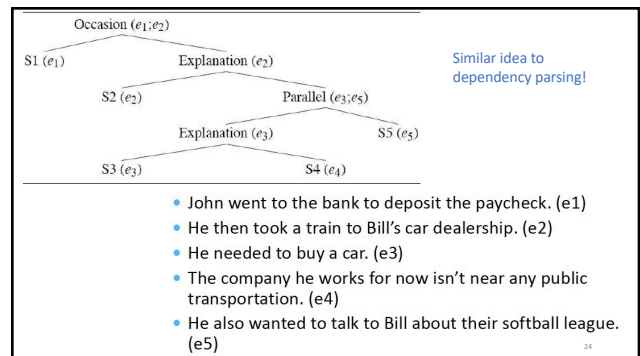 Occasion (e1;e2)
S1 (e1)
Explanation (e2)
Similar idea to
dependency parsing!
S2 (e2)
Parallel (e3;e5)
Explanation (e3)
S5 (e5)
S3 (e3)
S4 (e4)
• John went to the bank to deposit the paycheck. (e1)
• He then took a train to Bill's car dealership. (e2)
• He needed to buy a car. (e3)
• The company he works for now isn't near any public
transportation. (e4)
• He also wanted to talk to Bill about their softball league.
(e5)
24